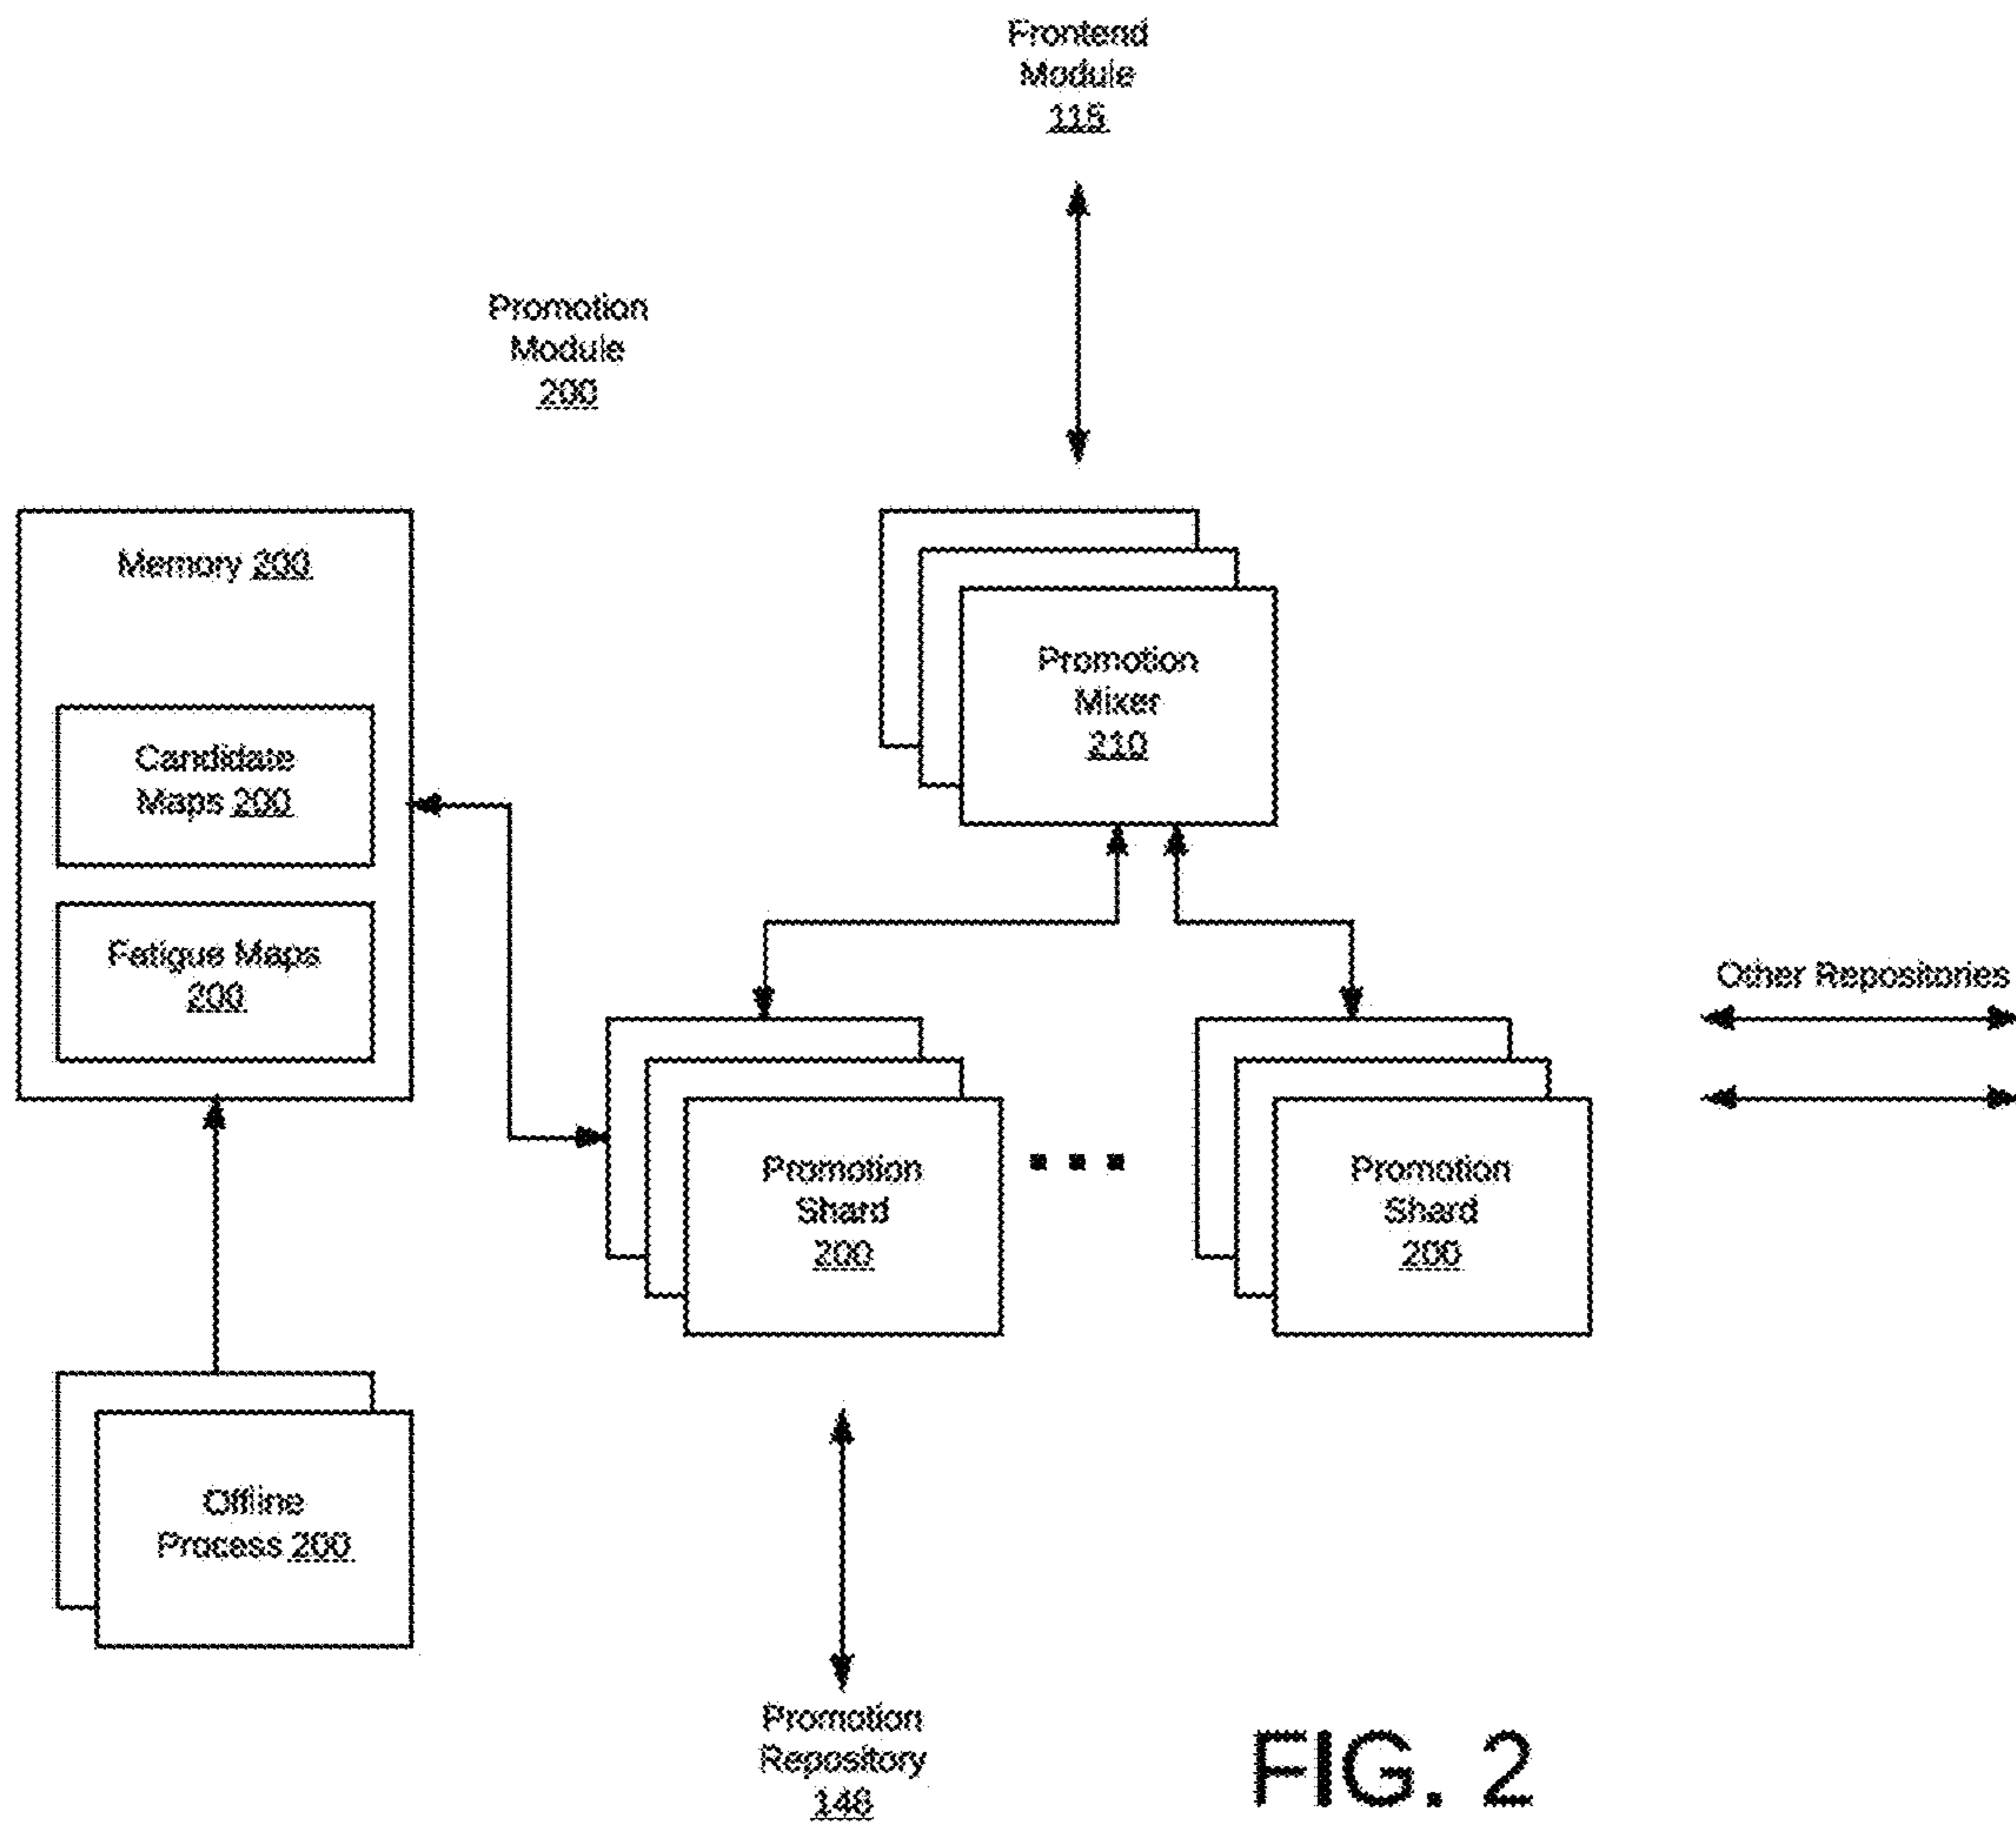 Frontend
Module
115
Promotion
Module
200
Memory 200
Candidate
Maps 200
Fatigue Maps
200
Promotion
Mixer
210
Other Repositories
Promotion
Shard
200
Promotion
Shard
200
Offline
Process 200
Promotion
Repository
140
FIG. 2